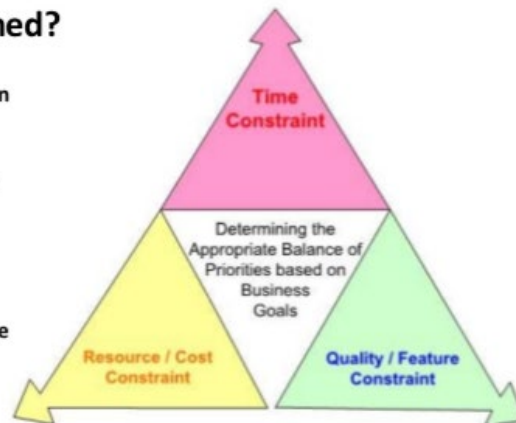 ned?
n
Time
Constraint
Determining the
Appropriate Balance of
Priorities based on
Business
Goals
e
Resource / Cost
Constraint
Quality / Feature
Constraint